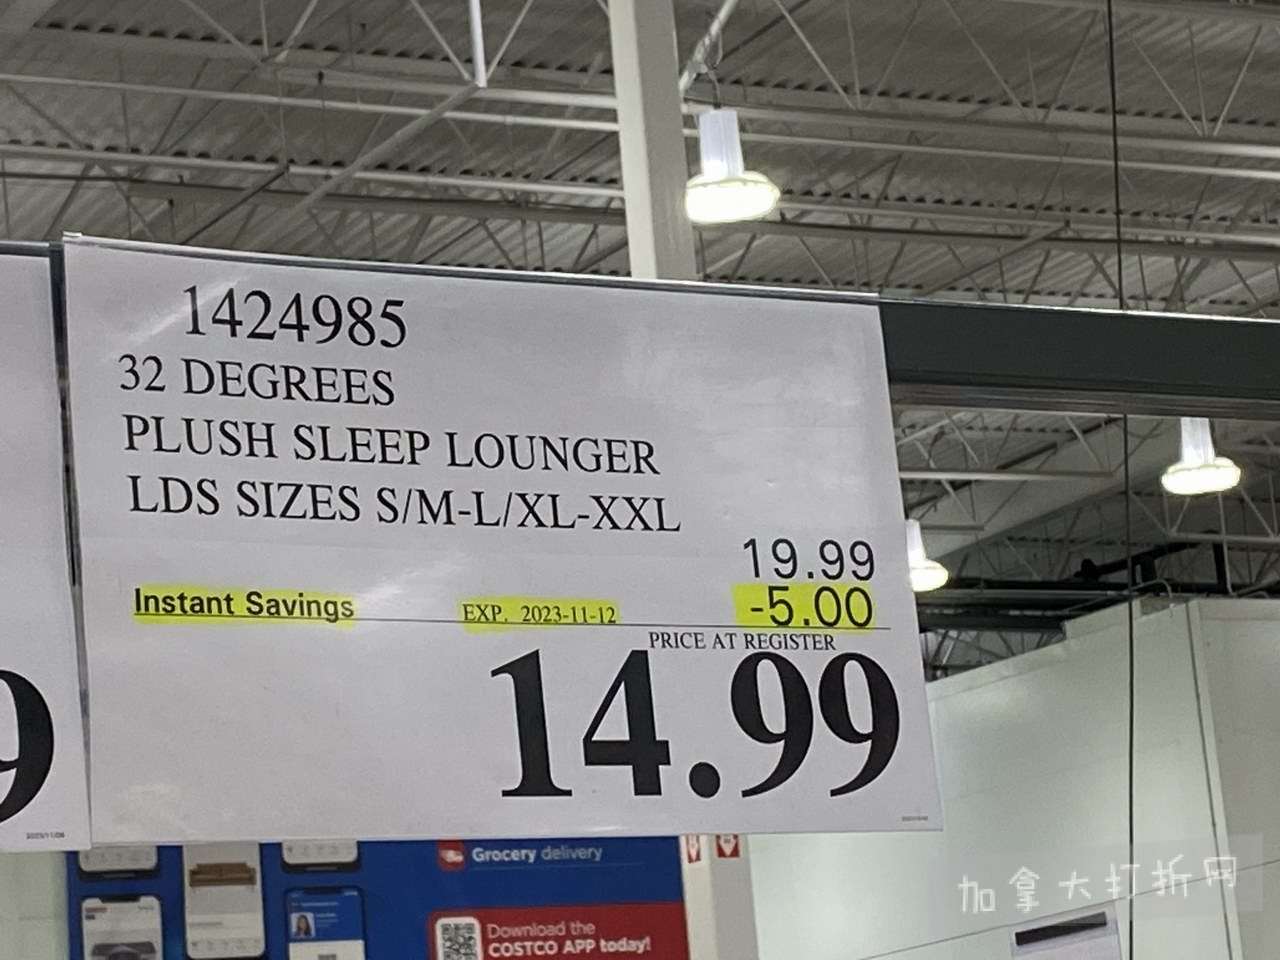 1424985
32 DEGREES
PLUSH SLEEP LOUNGER
LDS SIZES S/M-L/XL-XXL
19.99
Instant Savings EXP. 2023-11-12 -5.00
PRICE AT REGISTER
14.99
9
Grocery delivery
Download the
COSTCO APP today!
加拿大打折网